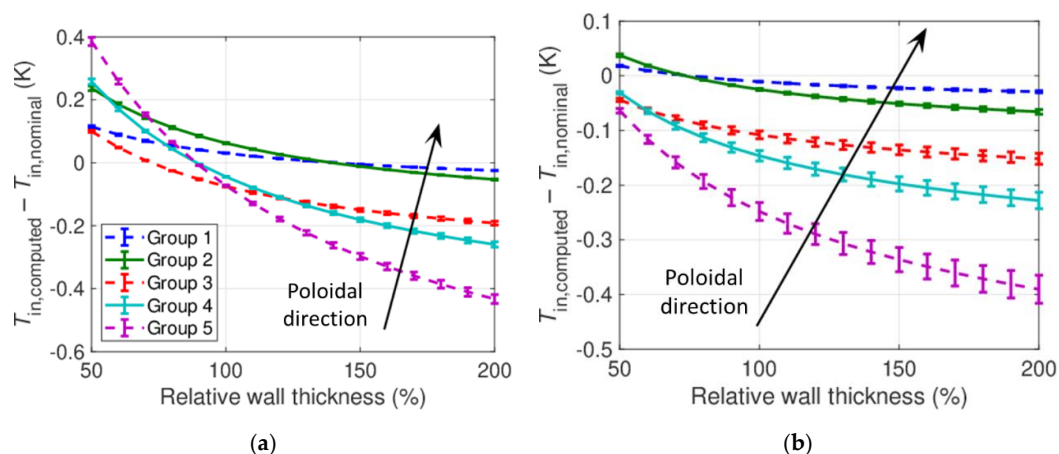 T_in,computed − T_in,nominal (K)
0.4
0.2
0
-0.2
-0.4
-0.6
Group 1
Group 2
Group 3
Group 4
Group 5
Poloidal
direction
50 100 150 200
Relative wall thickness (%)
(a)
T_in,computed − T_in,nominal (K)
0.1
0
-0.1
-0.2
-0.3
-0.4
-0.5
Poloidal
direction
50 100 150 200
Relative wall thickness (%)
(b)